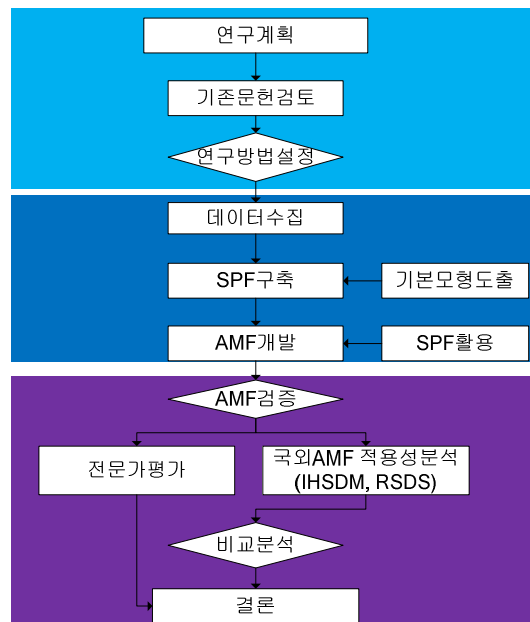 연구계획
기존문헌검토
연구방법설정
데이터수집
SPF구축
기본모형도출
AMF개발
SPF활용
AMF검증
전문가평가
국외AMF 적용성분석
(IHSDM, RSDS)
비교분석
결론